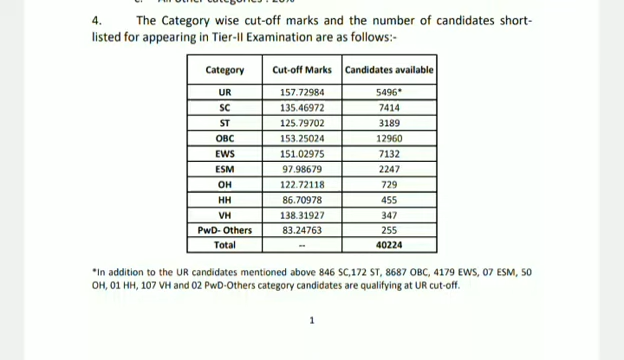 4. The Category wise cut-off marks and the number of candidates short-
listed for appearing in Tier-II Examination are as follows:-
Category Cut-off Marks Candidates available
UR 157.72984 5496*
SC 135.46972 7414
ST 125.79702 3189
OBC 153.25024 12960
EWS 151.02975 7132
ESM 97.98679 2247
OH 122.72118 729
HH 86.70978 455
VH 138.31927 347
PwD- Others 83.24763 255
Total -- 40224
*In addition to the UR candidates mentioned above 846 SC,172 ST, 8687 OBC, 4179 EWS, 07 ESM, 50
OH, 01 HH, 107 VH and 02 PwD-Others category candidates are qualifying at UR cut-off.
1